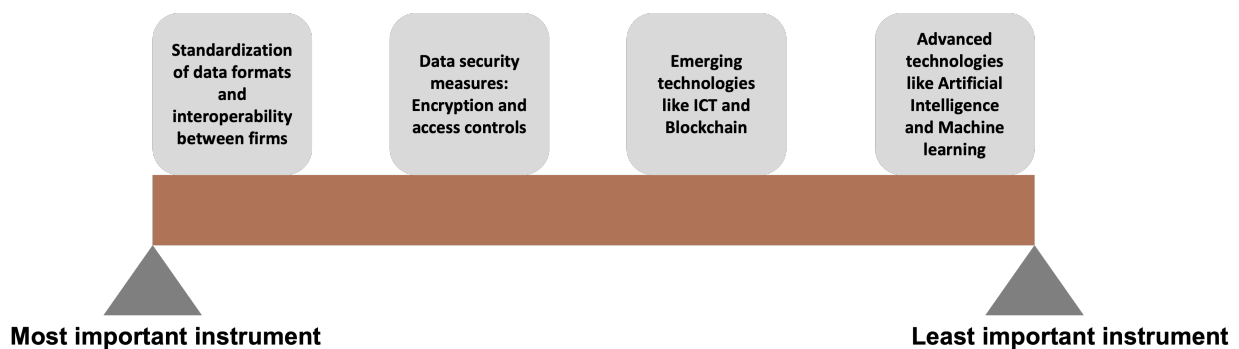 Standardization
of data formats
and
interoperability
between firms
Data security
measures:
Encryption and
access controls
Emerging
technologies
like ICT and
Blockchain
Advanced
technologies
like Artificial
Intelligence
and Machine
learning
Most important instrument
Least important instrument